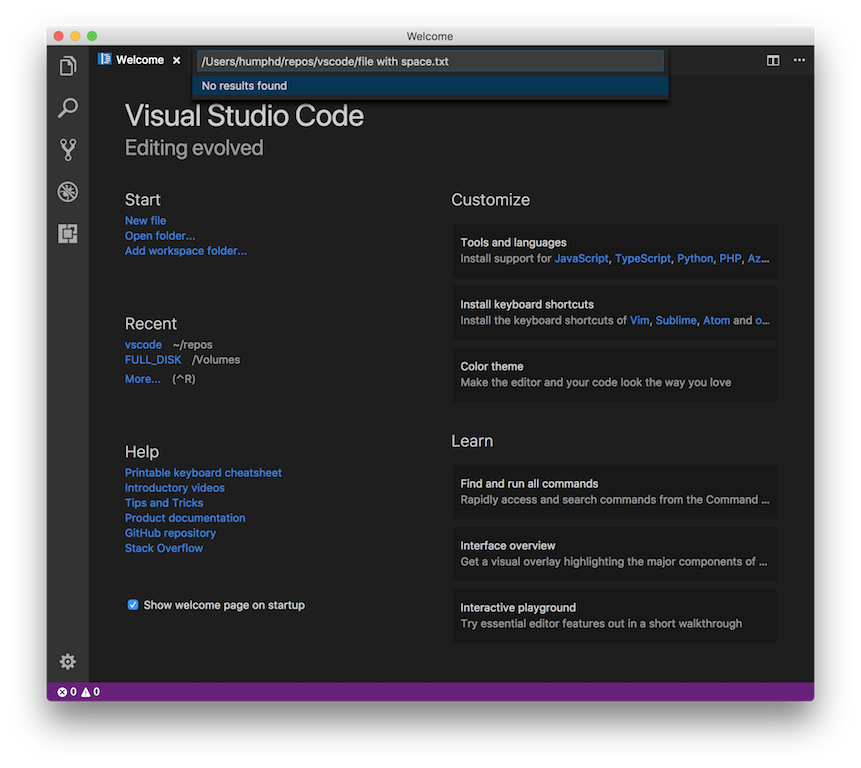 Welcome
Welcome
/Users/humphd/repos/vscode/file with space.txt
No results found
Visual Studio Code
Editing evolved
Start
New file
Open folder...
Add workspace folder...
Recent
vscode ~/repos
FULL_DISK /Volumes
More... (^R)
Help
Printable keyboard cheatsheet
Introductory videos
Tips and Tricks
Product documentation
GitHub repository
Stack Overflow
Show welcome page on startup
Customize
Tools and languages
Install support for JavaScript, TypeScript, Python, PHP, Az...
Install keyboard shortcuts
Install the keyboard shortcuts of Vim, Sublime, Atom and o...
Color theme
Make the editor and your code look the way you love
Learn
Find and run all commands
Rapidly access and search commands from the Command ...
Interface overview
Get a visual overlay highlighting the major components of ...
Interactive playground
Try essential editor features out in a short walkthrough
0 0